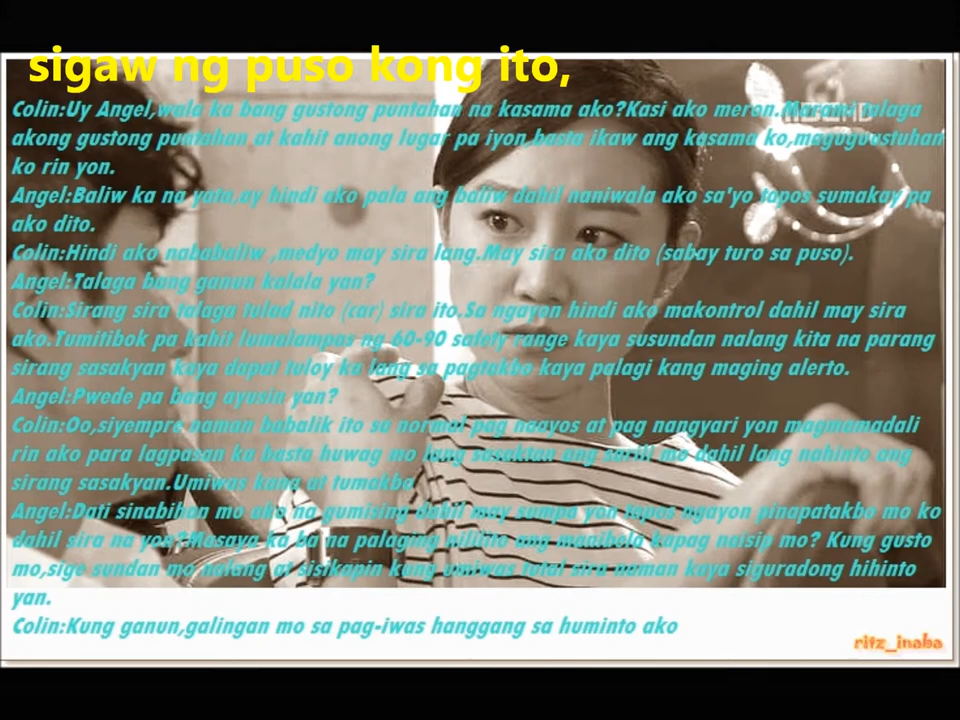 sigaw ng puso kong ito,
Colin:Uy Angel,wala ka bang gustong puntahan na kasama ako?Kasi ako meron.Marami talaga
akong gustong puntahan at kahit anong lugar pa iyon,basta ikaw ang kasama ko,magugustuhan
ko rin yon.
Angel:Baliw ka na yata,ay hindi ako pala ang baliw dahil naniwala ako sa'yo tapos sumakay pa
ako dito.
Colin:Hindi ako nababaliw ,medyo may sira lang.May sira ako dito (sabay turo sa puso).
Angel:Talaga bang ganun kalala yan?
Colin:Sirang sira talaga tulad nito (car) sira ito.Sa ngayon hindi ako makontrol dahil may sira
ako.Tumitibok pa kahit lumalampas ng 60-90 safety range kaya susundan nalang kita na parang
sirang sasakyan kaya dapat tuloy ka lang sa pagtakbo kaya palagi kang maging alerto.
Angel:Pwede pa bang ayusin yan?
Colin:Oo,siyempre naman babalik ito sa normal pag naayos at pag nangyari yon magmamadali
rin ako para lagpasan ka basta huwag mo lang sasaktan ang sarili mo dahil lang nahinto ang
sirang sasakyan.Umiwas kang at tumakbo
Angel:Dati sinabihan mo ako na gumising dahil may sumpa yon tapos ngayon pinapatakbo mo ko
dahil sira na yon?Masaya ka ba na palaging nililito ang manibela kapag naisip mo? Kung gusto
mo,sige sundan mo nalang at sisikapin kung umiwas tutal sira naman kaya siguradong hihinto
yan.
Colin:Kung ganun,galingan mo sa pag-iwas hanggang sa huminto ako
ritz_inaba